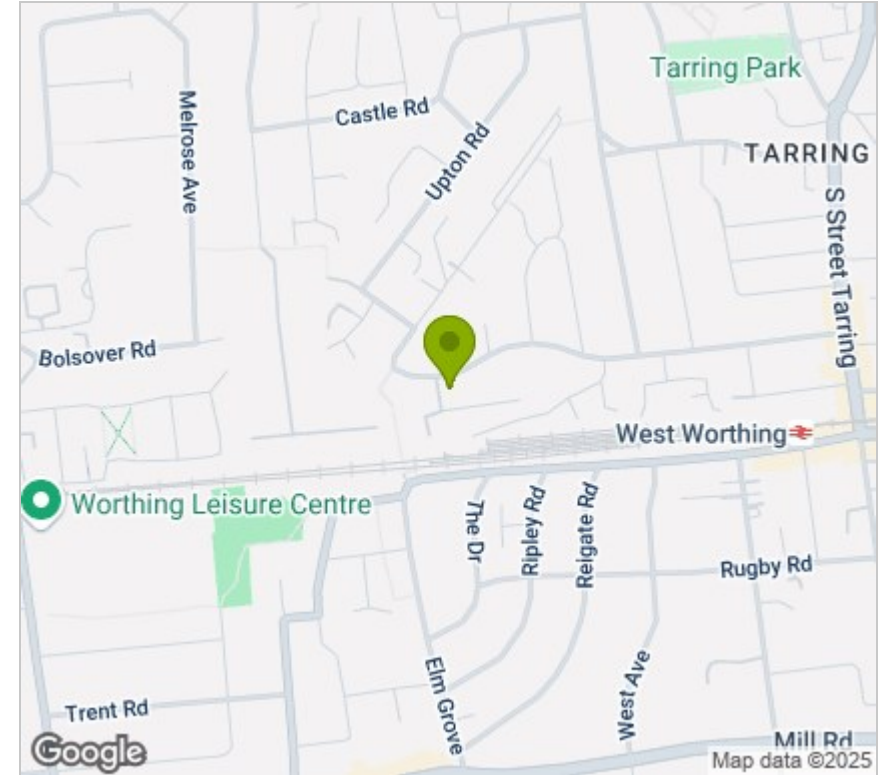 Tarring Park
Castle Rd
Melrose Ave
Upton Rd
TARRING
S Street Tarring
Bolsover Rd
West Worthing
Worthing Leisure Centre
The Dr
Ripley Rd
Reigate Rd
Rugby Rd
Elm Grove
West Ave
Trent Rd
Mill Rd
Google
Map data ©2025